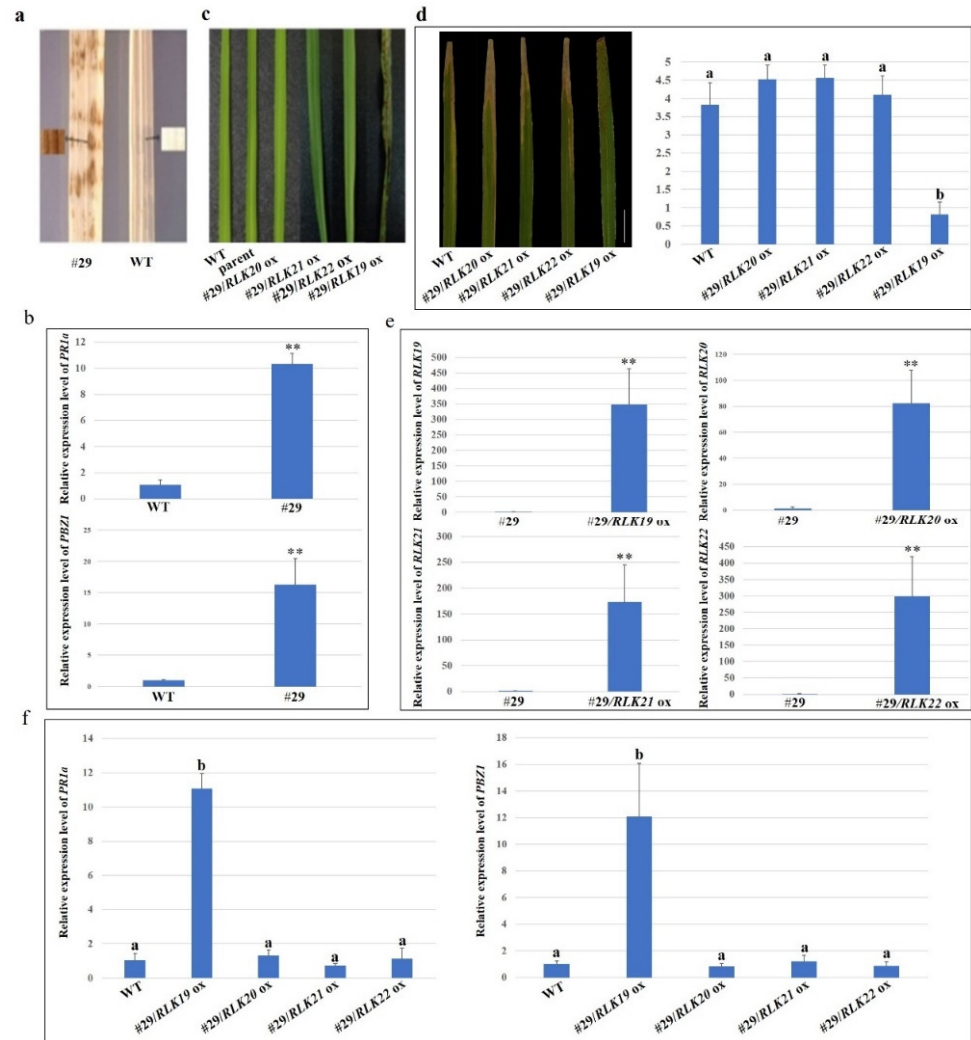 a
#29 WT
c
WT
parent
#29/RLK20 ox
#29/RLK21 ox
#29/RLK22 ox
#29/RLK19 ox
d
WT
#29/RLK20 ox
#29/RLK21 ox
#29/RLK22 ox
#29/RLK19 ox
5
4.5
4
3.5
3
2.5
2
1.5
1
0.5
0
a a a a b
WT
#29/RLK20 ox
#29/RLK21 ox
#29/RLK22 ox
#29/RLK19 ox
b
Relative expression level of PR1a
12
10
8
6
4
2
0
**
WT #29
Relative expression level of PBZ1
25
20
15
10
5
0
**
WT #29
e
Relative expression level of RLK19
500
450
400
350
300
250
200
150
100
50
0
**
#29 #29/RLK19 ox
Relative expression level of RLK20
120
100
80
60
40
20
0
**
#29 #29/RLK20 ox
Relative expression level of RLK21
300
250
200
150
100
50
0
**
#29 #29/RLK21 ox
Relative expression level of RLK22
450
400
350
300
250
200
150
100
50
0
**
#29 #29/RLK22 ox
f
Relative expression level of PR1a
14
12
10
8
6
4
2
0
a b a a a
WT
#29/RLK19 ox
#29/RLK20 ox
#29/RLK21 ox
#29/RLK22 ox
Relative expression level of PBZ1
18
16
14
12
10
8
6
4
2
0
a b a a a
WT
#29/RLK19 ox
#29/RLK20 ox
#29/RLK21 ox
#29/RLK22 ox